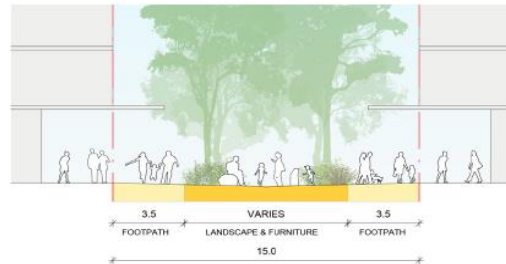 3.5 VARIES 3.5
FOOTPATH LANDSCAPE & FURNITURE FOOTPATH
15.0